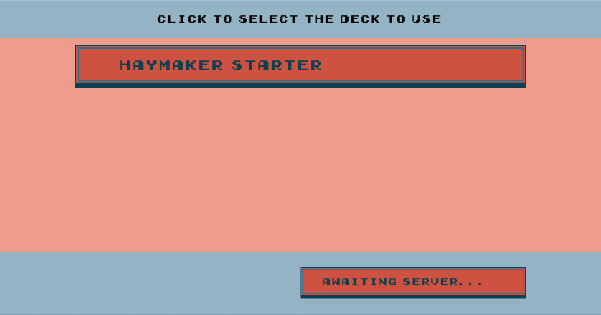 CLICK TO SELECT THE DECK TO USE
HAYMAKER STARTER
AWAITING SERVER...